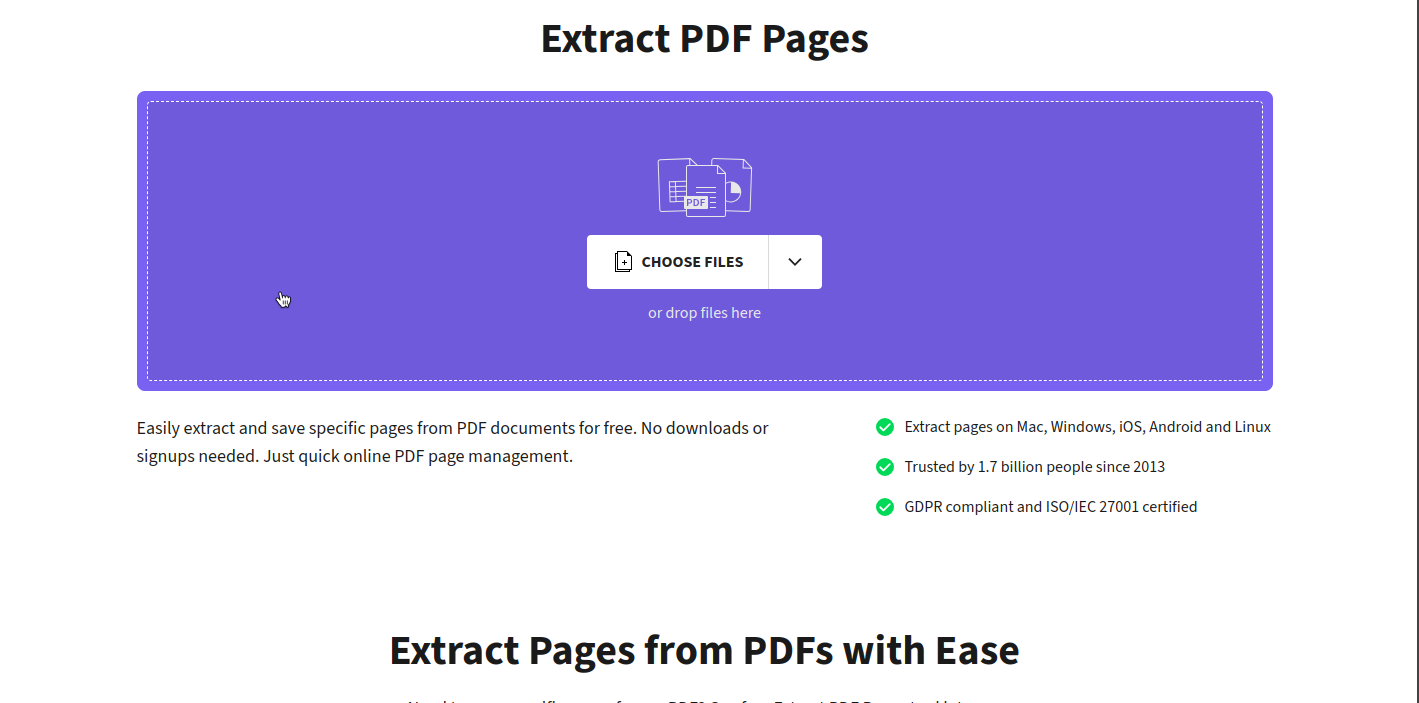 Extract PDF Pages
PDF
CHOOSE FILES
or drop files here
Easily extract and save specific pages from PDF documents for free. No downloads or
signups needed. Just quick online PDF page management.
Extract pages on Mac, Windows, iOS, Android and Linux
Trusted by 1.7 billion people since 2013
GDPR compliant and ISO/IEC 27001 certified
Extract Pages from PDFs with Ease